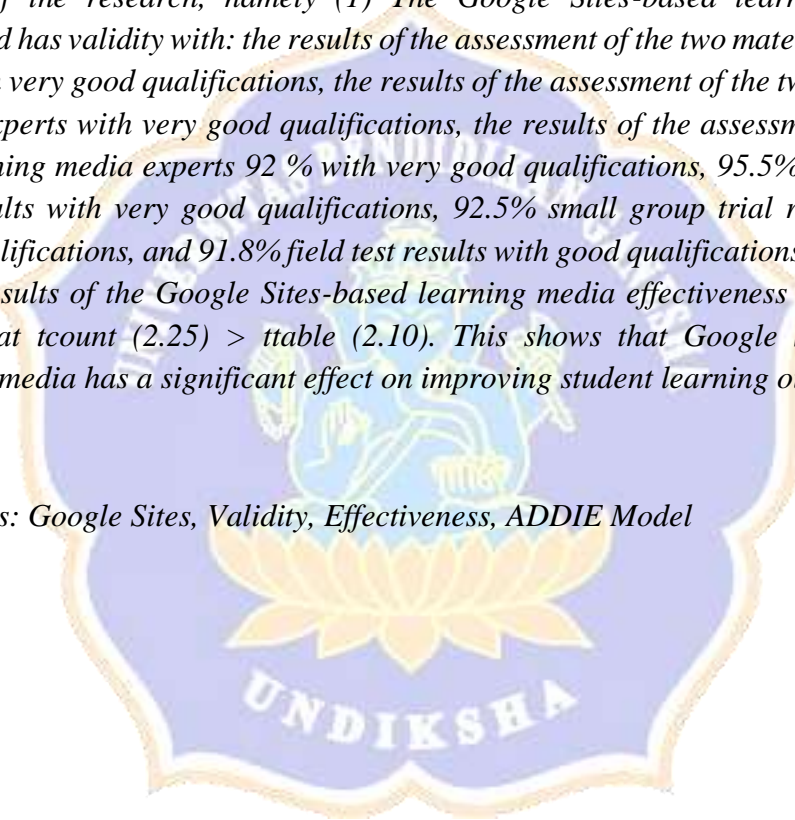 of the research, namely (1) The Google Sites-based learn
d has validity with: the results of the assessment of the two mate
very good qualifications, the results of the assessment of the tw
xperts with very good qualifications, the results of the assessm
ning media experts 92 % with very good qualifications, 95.5%
ults with very good qualifications, 92.5% small group trial r
lifications, and 91.8% field test results with good qualifications
sults of the Google Sites-based learning media effectiveness
at tcount (2.25) > ttable (2.10). This shows that Google
media has a significant effect on improving student learning o
s: Google Sites, Validity, Effectiveness, ADDIE Model
UNIVERSITAS PENDIDIKAN GANESHA
UNDIKSHA